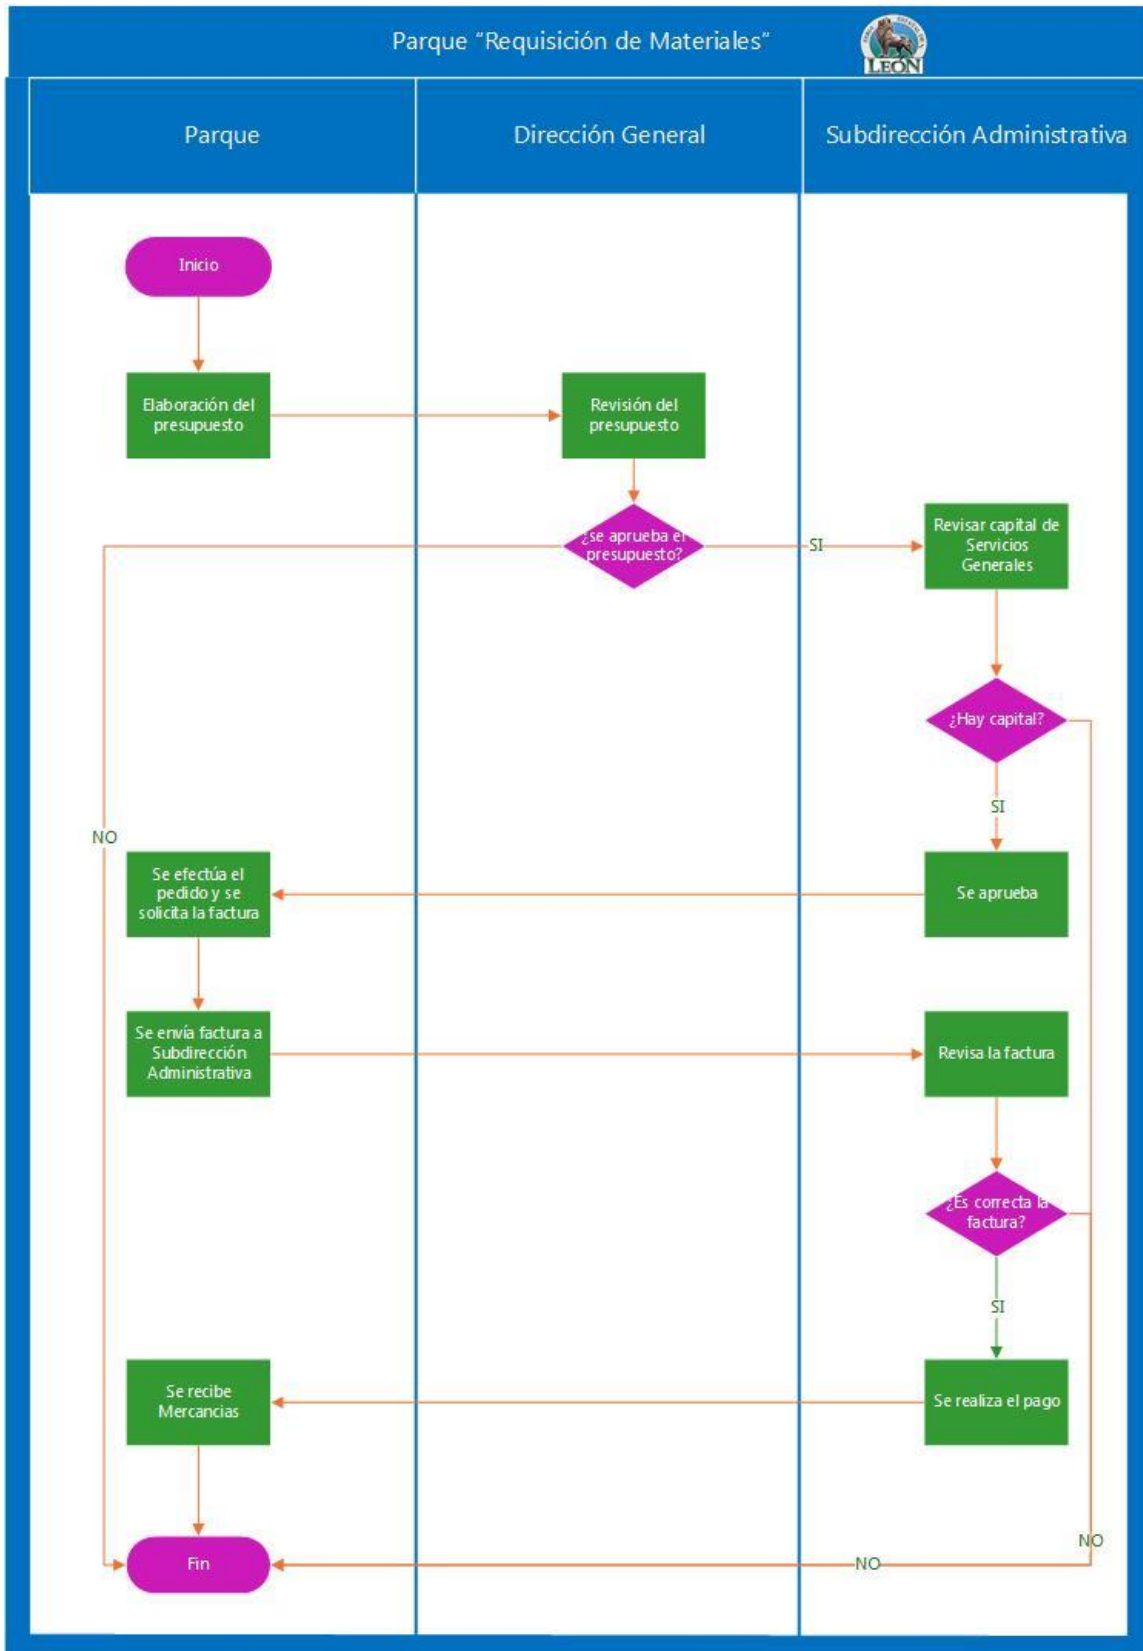 Parque “Requisición de Materiales”
LEÓN
Parque
Dirección General
Subdirección Administrativa
Inicio
Elaboración del
presupuesto
Revisión del
presupuesto
¿se aprueba el
presupuesto?
SI
Revisar capital de
Servicios
Generales
¿Hay capital?
SI
NO
Se efectúa el
pedido y se
solicita la factura
Se aprueba
Se envía factura a
Subdirección
Administrativa
Revisa la factura
¿Es correcta la
factura?
SI
Se recibe
Mercancias
Se realiza el pago
NO
Fin
NO